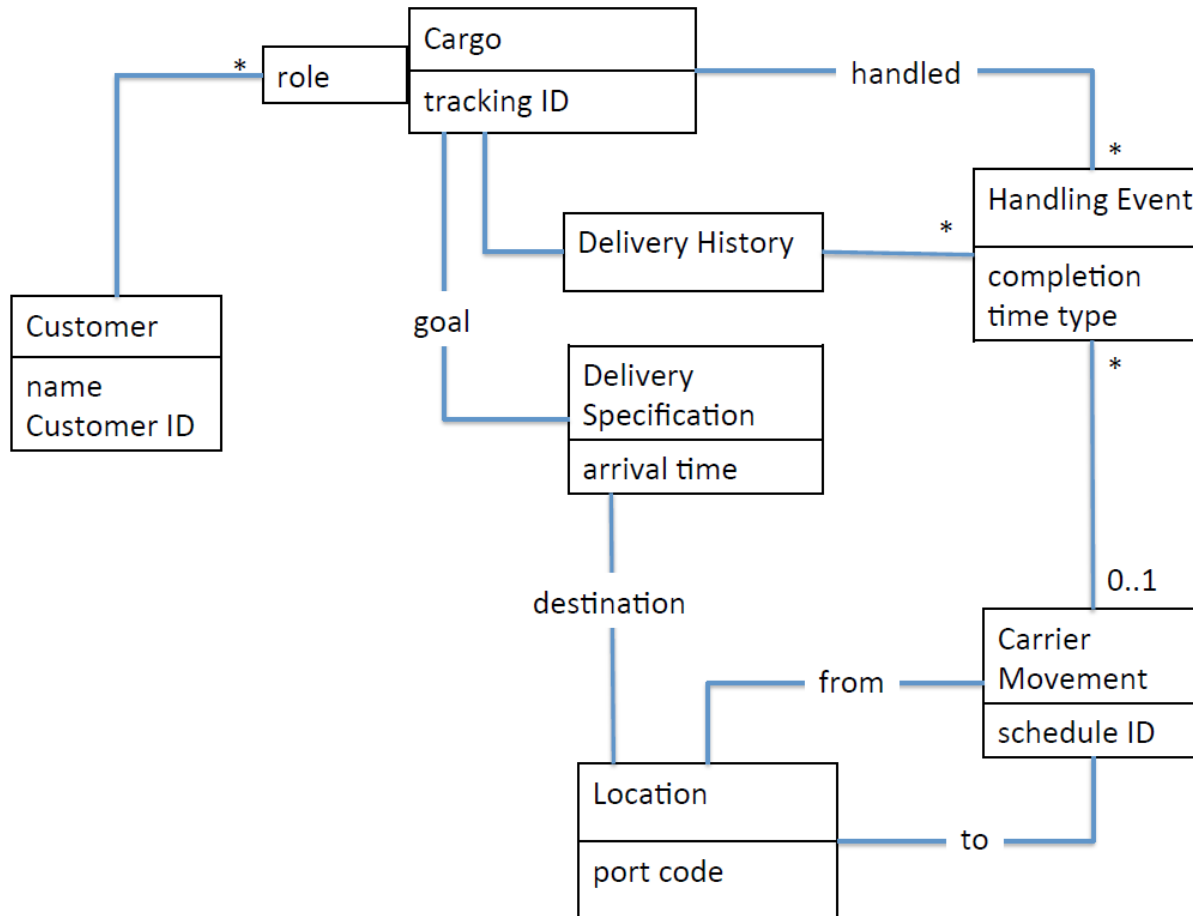 Cargo
*
role
handled
tracking ID
*
Handling Event
Delivery History
*
completion
time type
Customer
goal
name
Customer ID
Delivery
Specification
*
arrival time
0..1
destination
Carrier
Movement
from
schedule ID
Location
to
port code